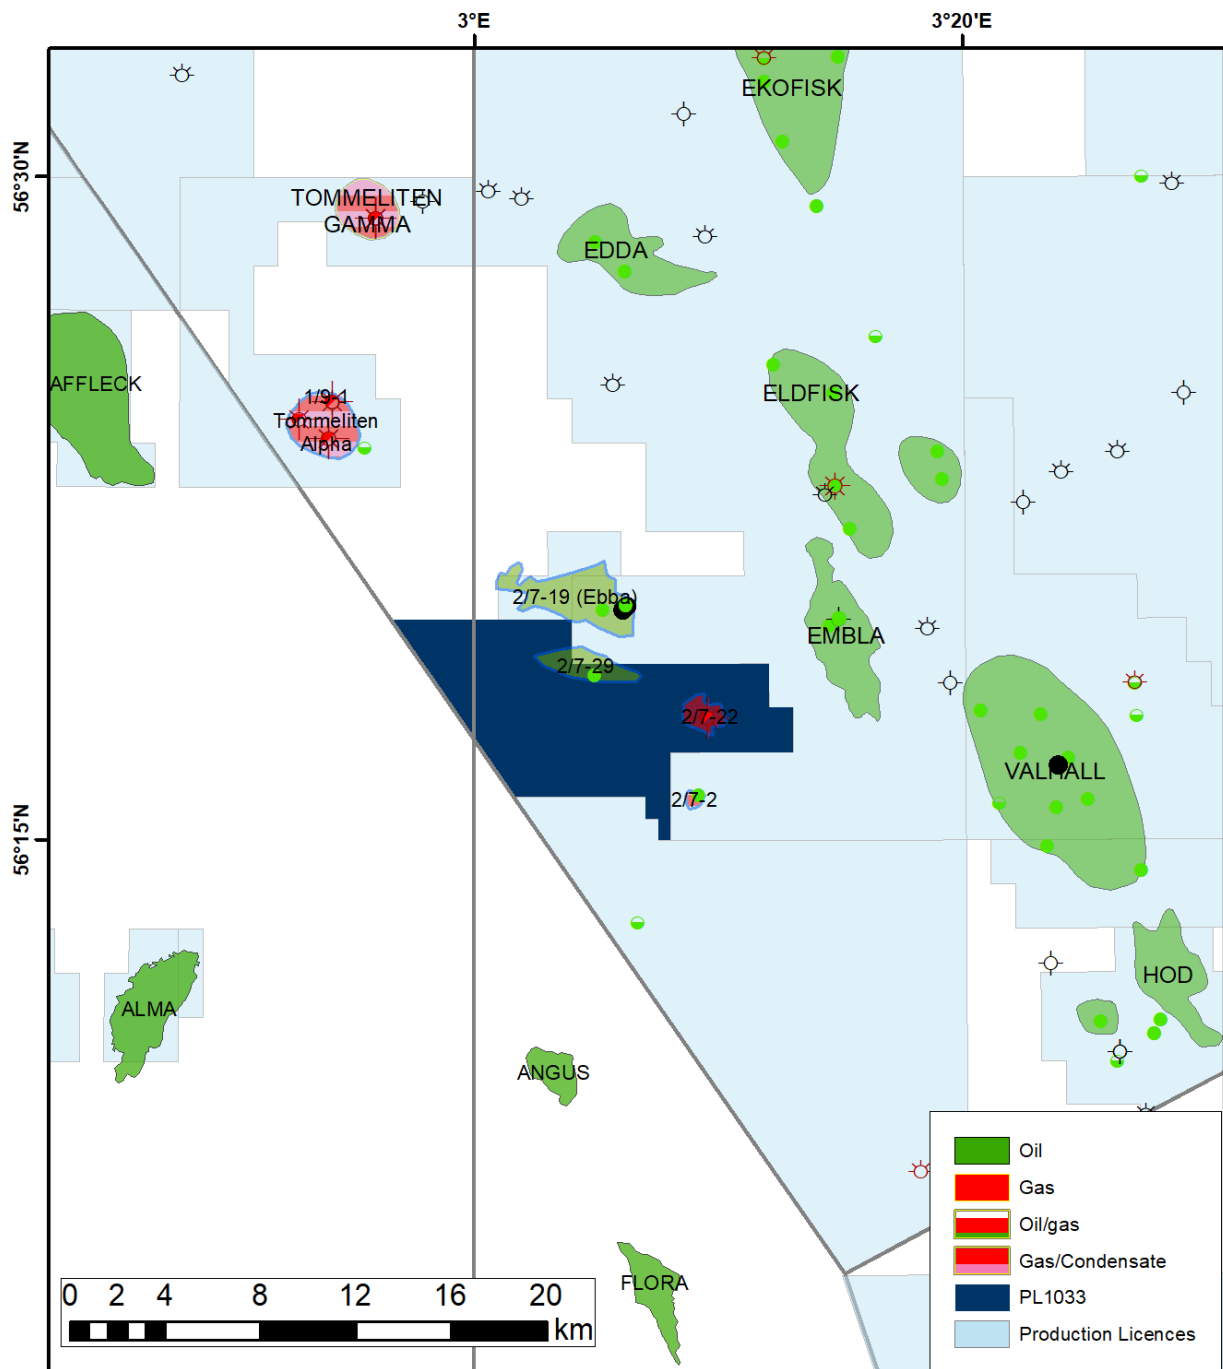 3°E
3°20'E
56°30'N
56°15'N
EKOFISK
TOMMELITEN
GAMMA
EDDA
AFFLECK
1/9-1
Tommeliten
Alpha
ELDFISK
2/7-19 (Ebba)
EMBLA
2/7-29
2/7-22
VALHALL
2/7-2
HOD
ALMA
ANGUS
FLORA
0 2 4 8 12 16 20
km
Oil
Gas
Oil/gas
Gas/Condensate
PL1033
Production Licences